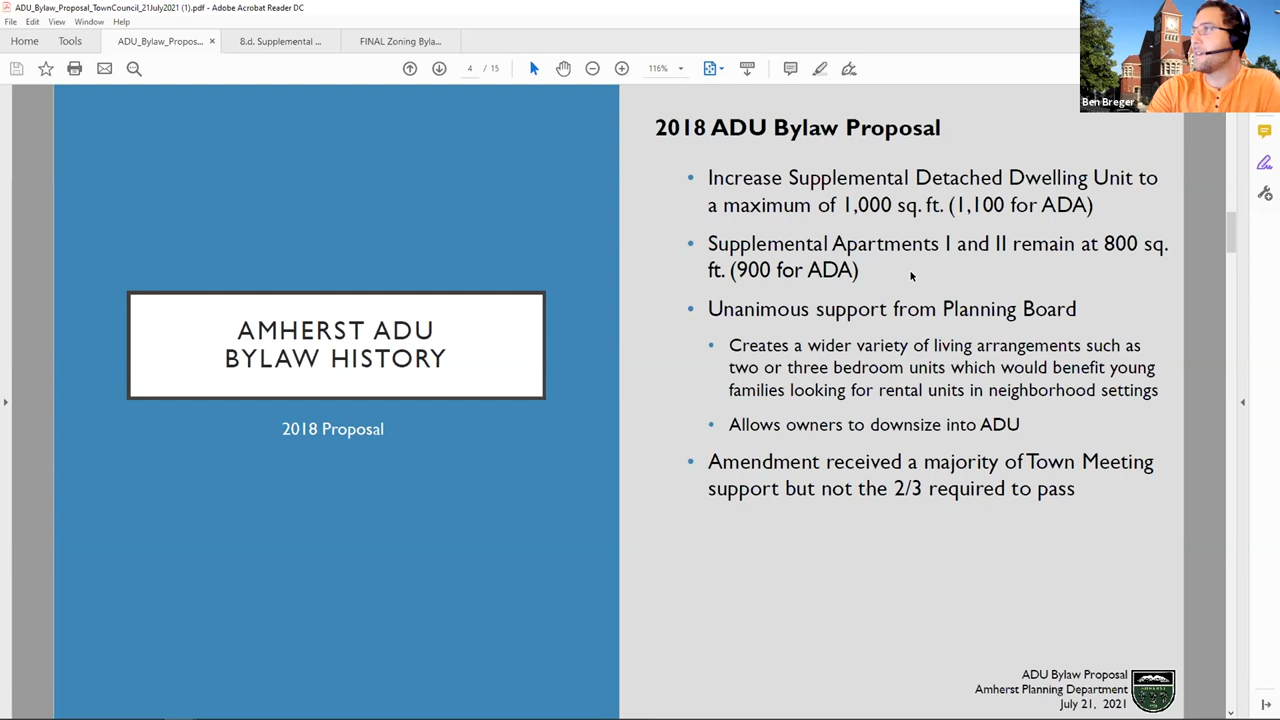 ADU_Bylaw_Proposal_TownCouncil_21July2021 (1).pdf - Adobe Acrobat Reader DC
File Edit View Window Help
Home Tools ADU_Bylaw_Propos... × 8.d. Supplemental ... FINAL Zoning Byla...
4 / 15 116%
Ben Breger
2018 ADU Bylaw Proposal
• Increase Supplemental Detached Dwelling Unit to
a maximum of 1,000 sq. ft. (1,100 for ADA)
• Supplemental Apartments I and II remain at 800 sq.
ft. (900 for ADA)
• Unanimous support from Planning Board
• Creates a wider variety of living arrangements such as
two or three bedroom units which would benefit young
families looking for rental units in neighborhood settings
• Allows owners to downsize into ADU
• Amendment received a majority of Town Meeting
support but not the 2/3 required to pass
AMHERST ADU
BYLAW HISTORY
2018 Proposal
ADU Bylaw Proposal
Amherst Planning Department
July 21, 2021